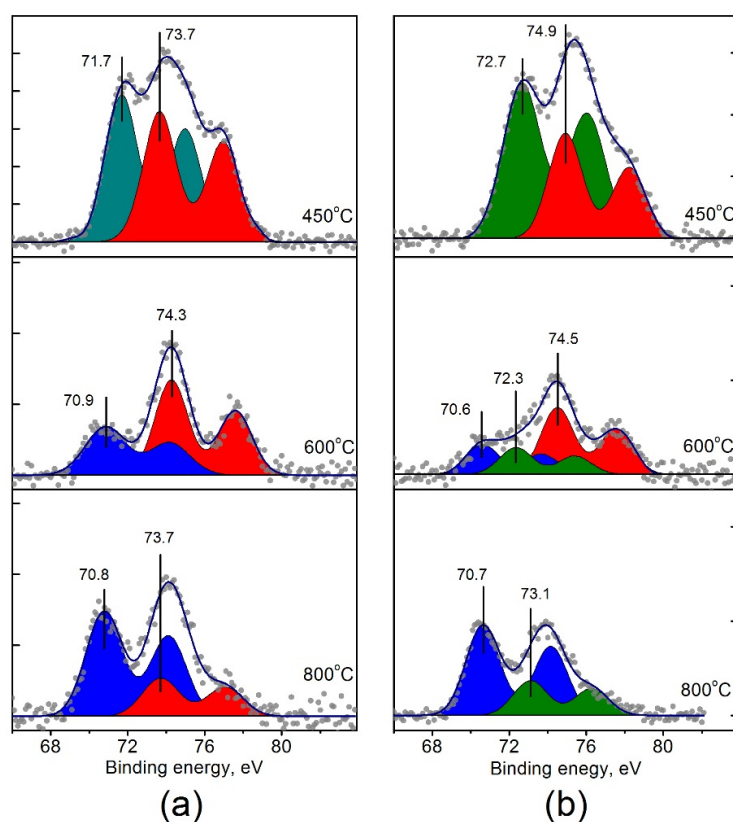 71.7 73.7
450°C
74.3
70.9
600°C
70.8 73.7
800°C
68 72 76 80
Binding energy, eV
(a)
72.7 74.9
450°C
70.6 72.3 74.5
600°C
70.7 73.1
800°C
68 72 76 80
Binding energy, eV
(b)